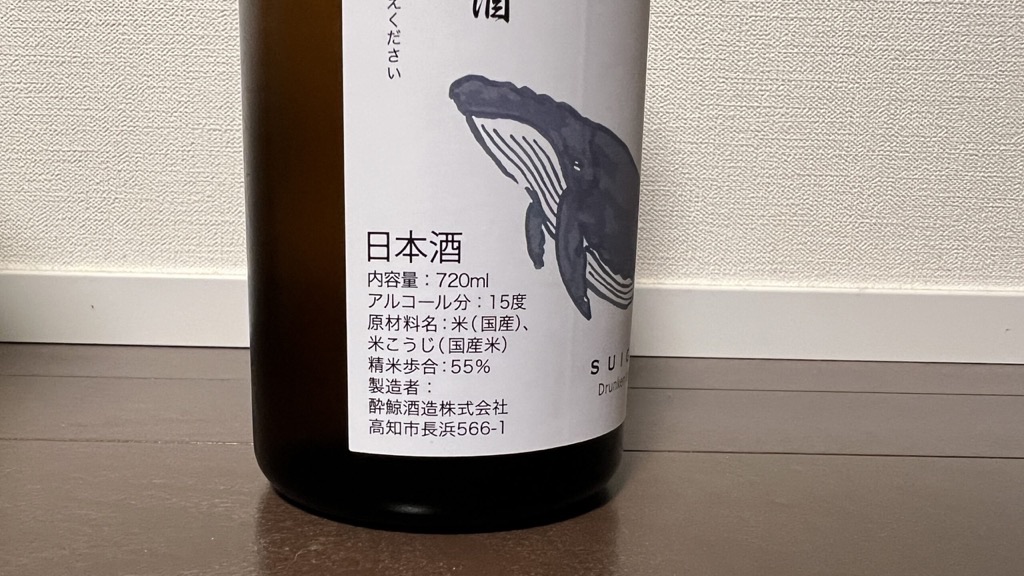 酒
えください
日本酒
内容量：720ml
アルコール分：15度
原材料名：米（国産）、
米こうじ（国産米）
精米歩合：55%
製造者：
酔鯨酒造株式会社
高知市長浜566-1
SUI
Drunken